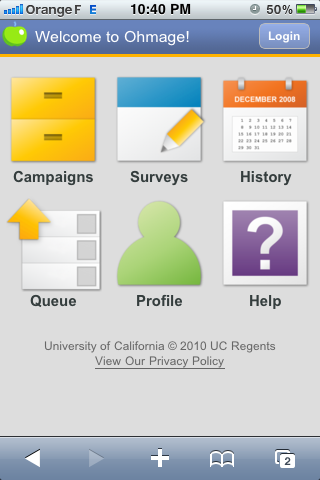 Orange F E 10:40 PM 50%
Welcome to Ohmage! Login
DECEMBER 2008
Campaigns Surveys History
?
Queue Profile Help
University of California © 2010 UC Regents
View Our Privacy Policy
2